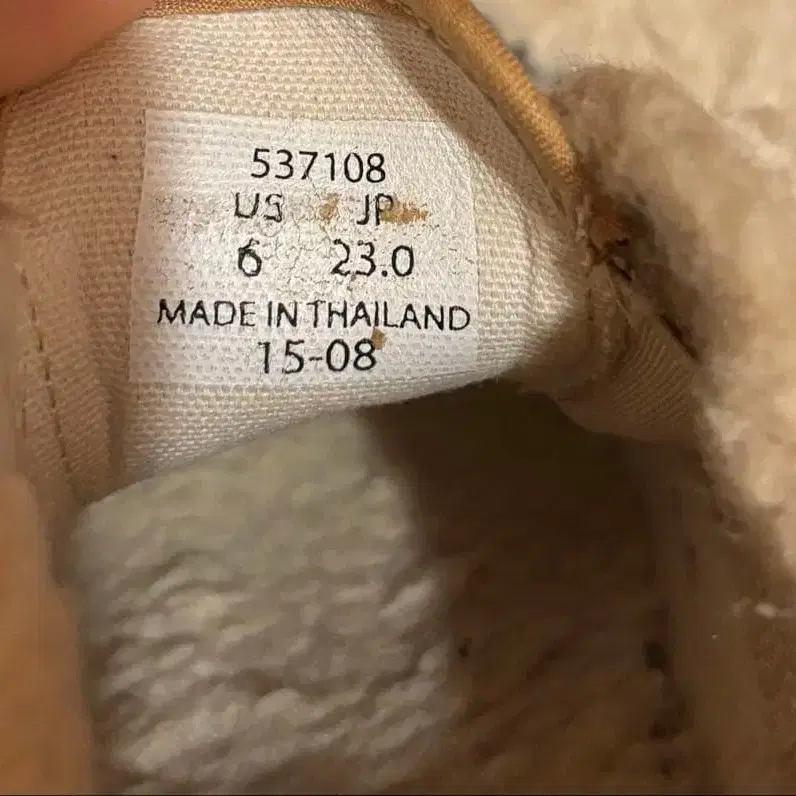 537108
US JP
6 23.0
MADE IN THAILAND
15-08